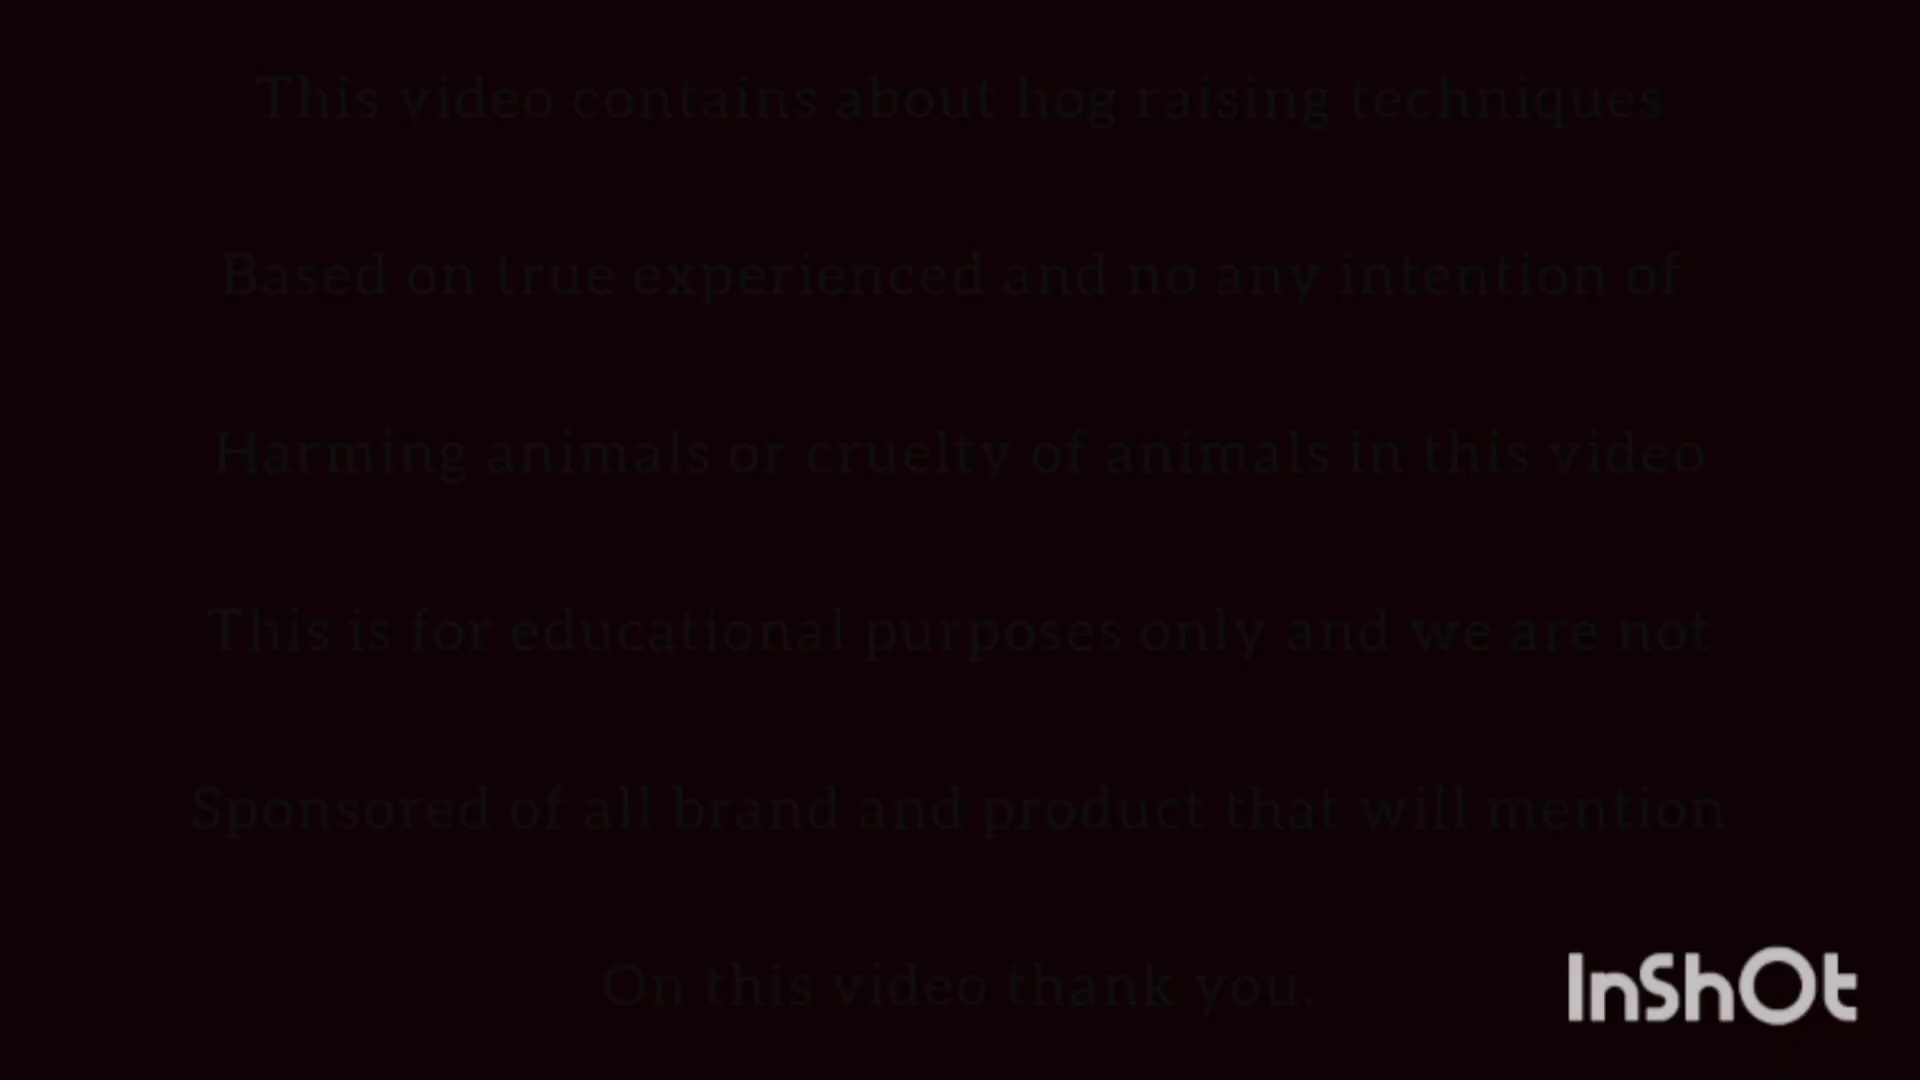 This video contains about hog raising techniques
Based on true experienced and no any intention of
Harming animals or cruelty of animals in this video
This is for educational purposes only and we are not
Sponsored of all brand and product that will mention
On this video thank you.
InShOt